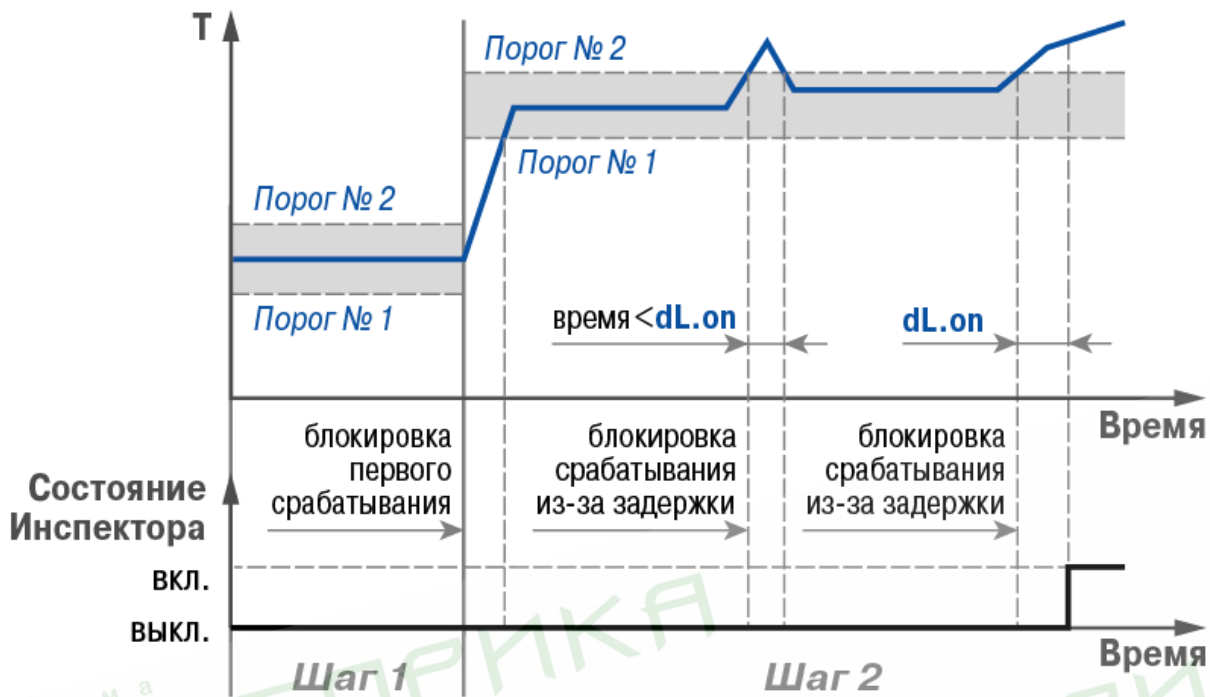 T
Порог № 2
Порог № 1
Порог № 2
Порог № 1
время<dL.on
dL.on
Время
блокировка
первого
срабатывания
блокировка
срабатывания
из-за задержки
блокировка
срабатывания
из-за задержки
Состояние
Инспектора
ВКЛ.
ВЫКЛ.
Время
Шаг 1
Шаг 2